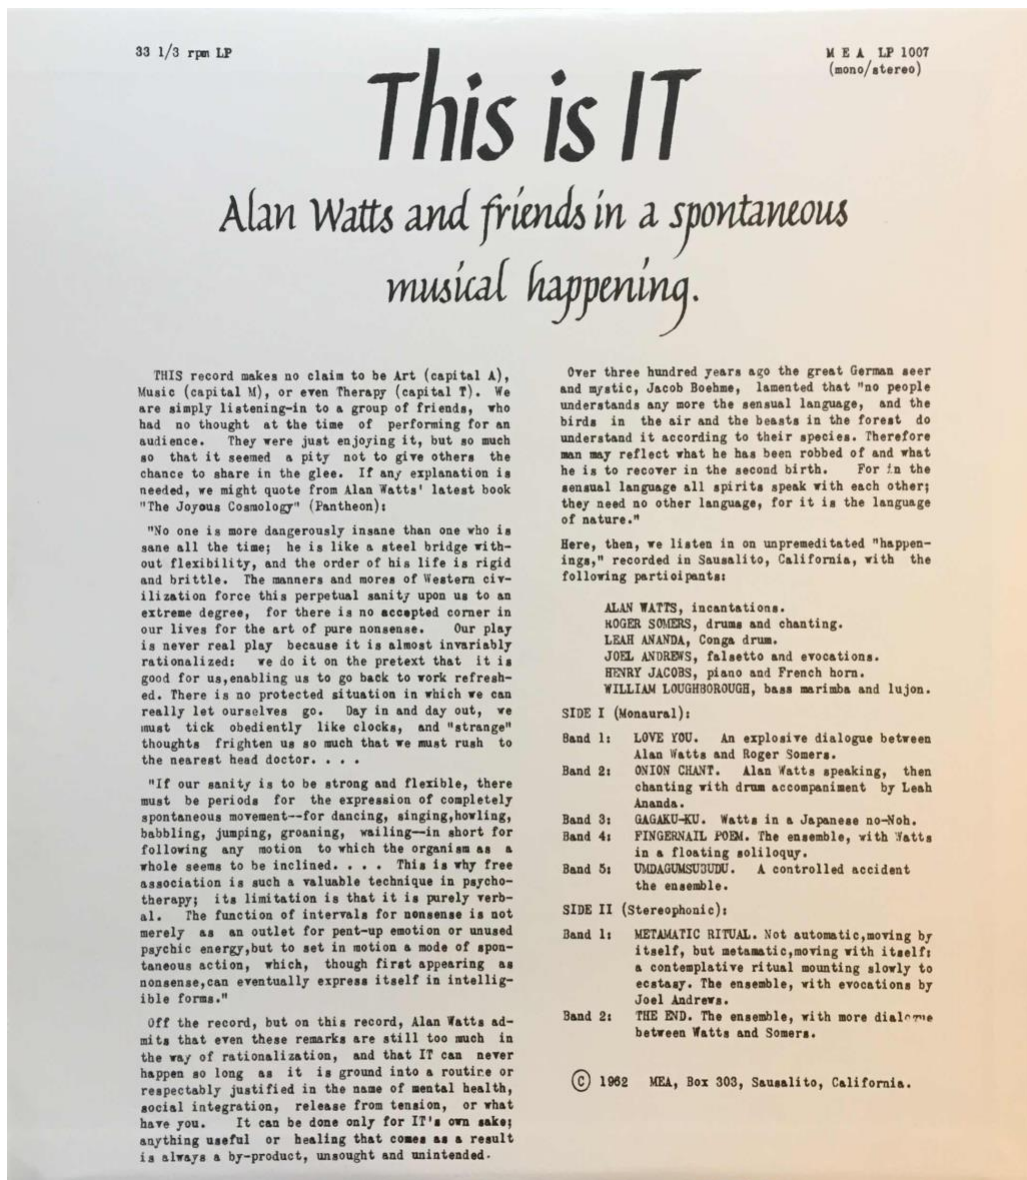 33 1/3 rpm LP
M E A LP 1007
(mono/stereo)
This is IT
Alan Watts and friends in a spontaneous
musical happening.
THIS record makes no claim to be Art (capital A),
Music (capital M), or even Therapy (capital T). We
are simply listening-in to a group of friends, who
had no thought at the time of performing for an
audience. They were just enjoying it, but so much
so that it seemed a pity not to give others the
chance to share in the glee. If any explanation is
needed, we might quote from Alan Watts' latest book
"The Joyous Cosmology" (Pantheon):
"No one is more dangerously insane than one who is
sane all the time; he is like a steel bridge with-
out flexibility, and the order of his life is rigid
and brittle. The manners and mores of Western civ-
ilization force this perpetual sanity upon us to an
extreme degree, for there is no accepted corner in
our lives for the art of pure nonsense. Our play
is never real play because it is almost invariably
rationalized: we do it on the pretext that it is
good for us,enabling us to go back to work refresh-
ed. There is no protected situation in which we can
really let ourselves go. Day in and day out, we
must tick obediently like clocks, and "strange"
thoughts frighten us so much that we must rush to
the nearest head doctor. . . .
"If our sanity is to be strong and flexible, there
must be periods for the expression of completely
spontaneous movement--for dancing, singing,howling,
babbling, jumping, groaning, wailing--in short for
following any motion to which the organism as a
whole seems to be inclined. . . . This is why free
association is such a valuable technique in psycho-
therapy; its limitation is that it is purely verb-
al. The function of intervals for nonsense is not
merely as an outlet for pent-up emotion or unused
psychic energy,but to set in motion a mode of spon-
taneous action, which, though first appearing as
nonsense,can eventually express itself in intellig-
ible forms."
Off the record, but on this record, Alan Watts ad-
mits that even these remarks are still too much in
the way of rationalization, and that IT can never
happen so long as it is ground into a routine or
respectably justified in the name of mental health,
social integration, release from tension, or what
have you. It can be done only for IT's own sake;
anything useful or healing that comes as a result
is always a by-product, unsought and unintended.
Over three hundred years ago the great German seer
and mystic, Jacob Boehme, lamented that "no people
understands any more the sensual language, and the
birds in the air and the beasts in the forest do
understand it according to their species. Therefore
man may reflect what he has been robbed of and what
he is to recover in the second birth. For in the
sensual language all spirits speak with each other;
they need no other language, for it is the language
of nature."
Here, then, we listen in on unpremeditated "happen-
ings," recorded in Sausalito, California, with the
following participants:
ALAN WATTS, incantations.
ROGER SOMERS, drums and chanting.
LEAH ANANDA, Conga drum.
JOEL ANDREWS, falsetto and evocations.
HENRY JACOBS, piano and French horn.
WILLIAM LOUGHBOROUGH, bass marimba and lujon.
SIDE I (Monaural):
Band 1: LOVE YOU. An explosive dialogue between
Alan Watts and Roger Somers.
Band 2: ONION CHANT. Alan Watts speaking, then
chanting with drum accompaniment by Leah
Ananda.
Band 3: GAGAKU-KU. Watts in a Japanese no-Noh.
Band 4: FINGERNAIL POEM. The ensemble, with Watts
in a floating soliloquy.
Band 5: UMDAGUMSUBUDU. A controlled accident
the ensemble.
SIDE II (Stereophonic):
Band 1: METAMATIC RITUAL. Not automatic,moving by
itself, but metamatic,moving with itself:
a contemplative ritual mounting slowly to
ecstasy. The ensemble, with evocations by
Joel Andrews.
Band 2: THE END. The ensemble, with more dialogue
between Watts and Somers.
© 1962 MEA, Box 303, Sausalito, California.